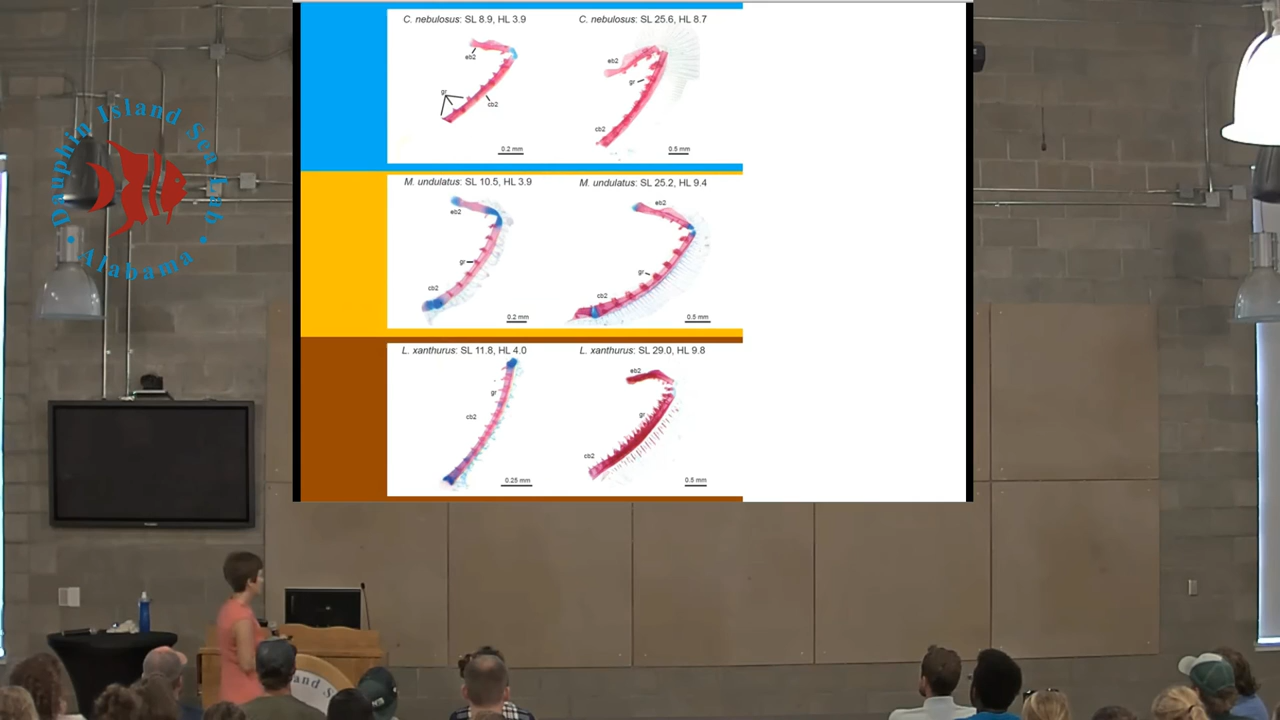 C. nebulosus: SL 8.9, HL 3.9
C. nebulosus: SL 25.6, HL 8.7
eb2
gr
cb2
0.2 mm
eb2
gr
cb2
0.5 mm
M. undulatus: SL 10.5, HL 3.9
M. undulatus: SL 25.2, HL 9.4
eb2
gr
cb2
0.2 mm
eb2
gr
cb2
0.5 mm
L. xanthurus: SL 11.8, HL 4.0
L. xanthurus: SL 29.0, HL 9.8
gr
cb2
0.25 mm
eb2
gr
cb2
0.5 mm
Dauphin Island Sea Lab
Alabama
and S